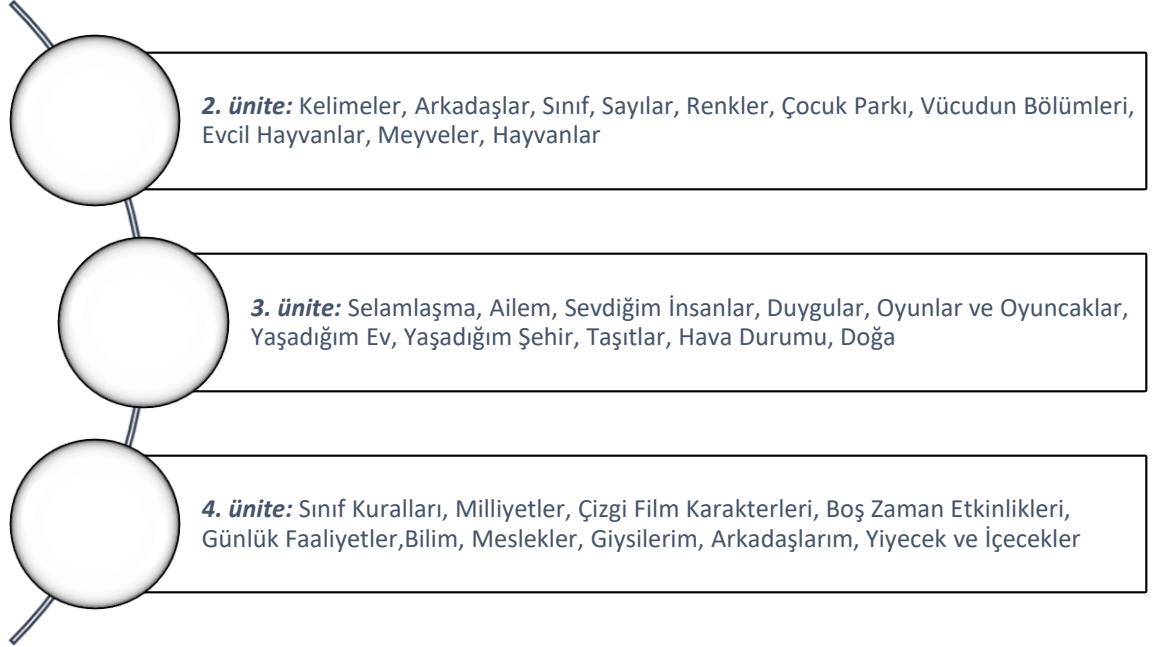 2. ünite: Kelimeler, Arkadaşlar, Sınıf, Sayılar, Renkler, Çocuk Parkı, Vücudun Bölümleri,
Evcil Hayvanlar, Meyveler, Hayvanlar
3. ünite: Selamlaşma, Ailem, Sevdiğim İnsanlar, Duygular, Oyunlar ve Oyuncaklar,
Yaşadığım Ev, Yaşadığım Şehir, Taşıtlar, Hava Durumu, Doğa
4. ünite: Sınıf Kuralları, Milliyetler, Çizgi Film Karakterleri, Boş Zaman Etkinlikleri,
Günlük Faaliyetler,Bilim, Meslekler, Giysilerim, Arkadaşlarım, Yiyecek ve İçecekler